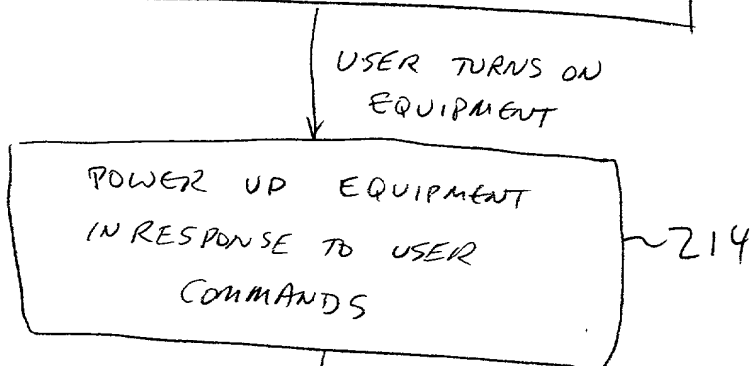 USER TURNS ON
EQUIPMENT
POWER UP EQUIPMENT
IN RESPONSE TO USER
COMMANDS
214